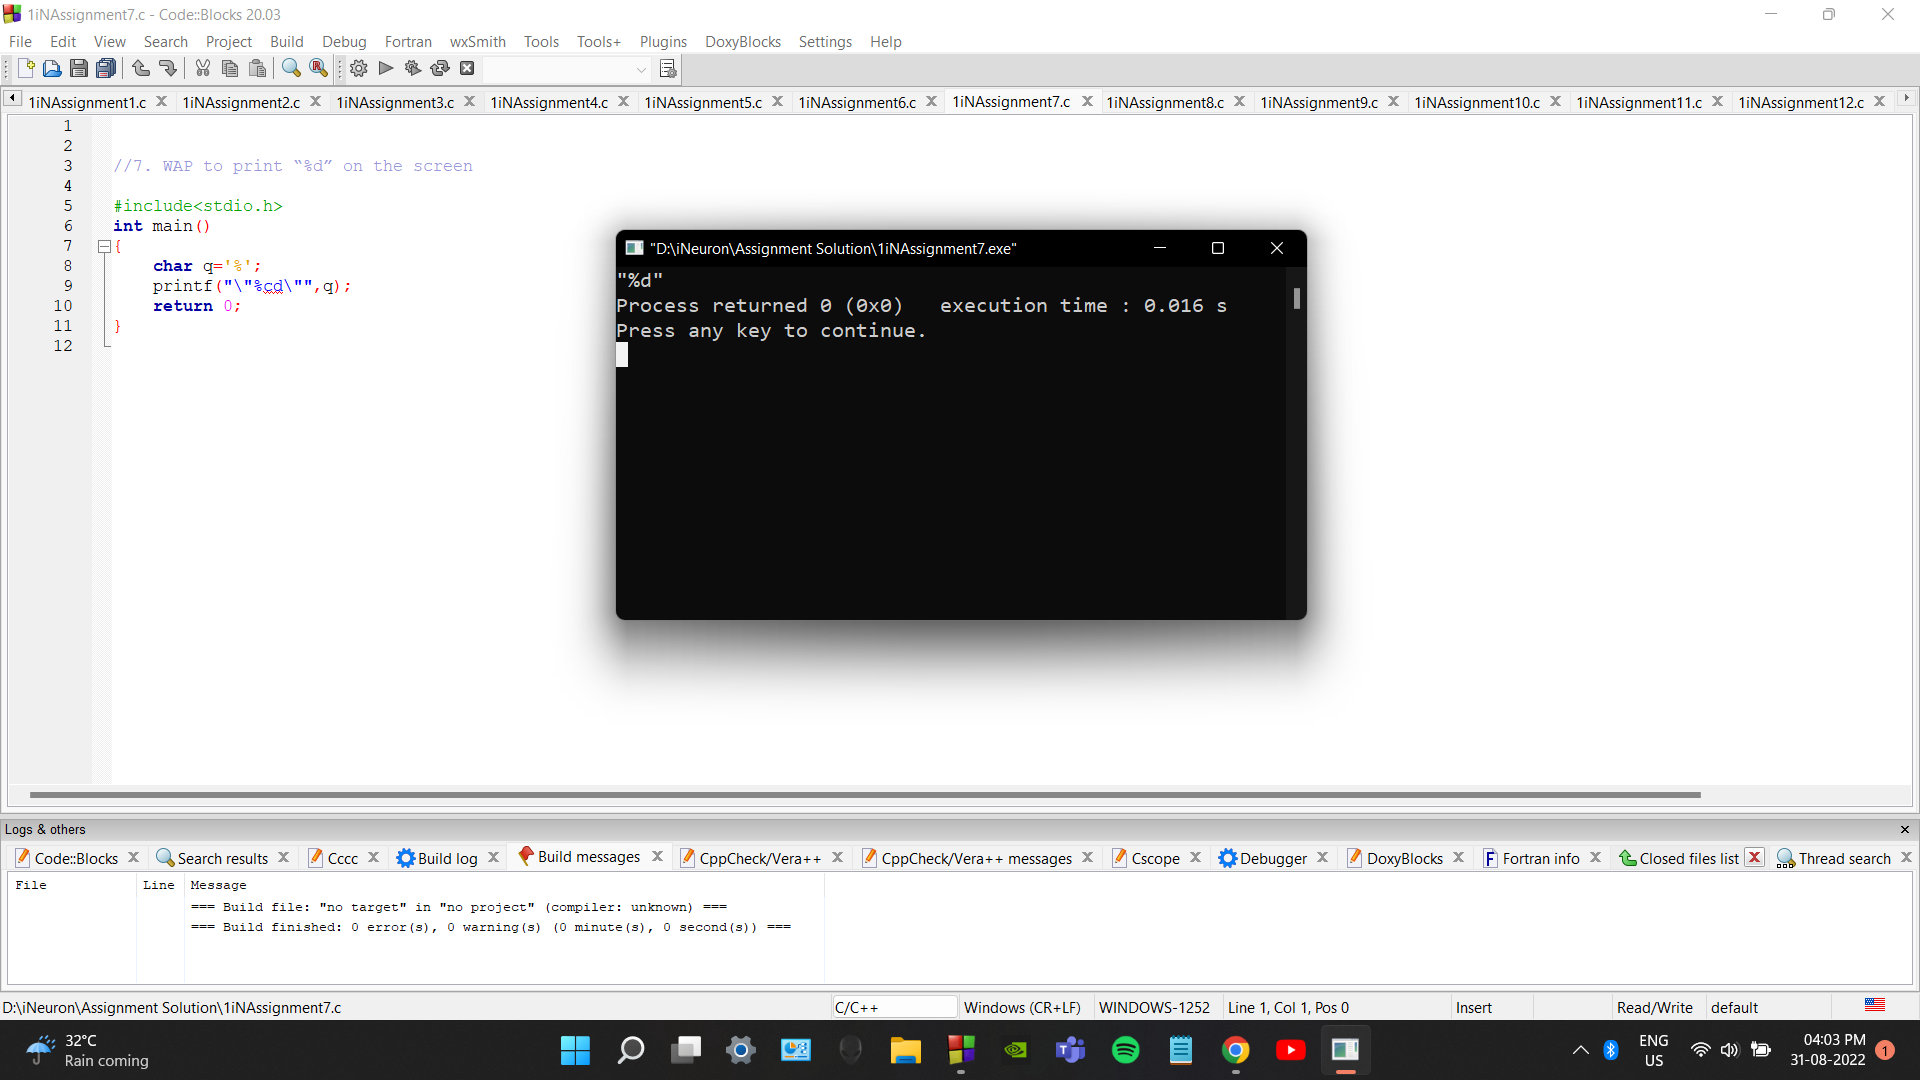 1iNAssignment7.c - Code::Blocks 20.03
File Edit View Search Project Build Debug Fortran wxSmith Tools Tools+ Plugins DoxyBlocks Settings Help
1iNAssignment1.c 1iNAssignment2.c 1iNAssignment3.c 1iNAssignment4.c 1iNAssignment5.c 1iNAssignment6.c 1iNAssignment7.c 1iNAssignment8.c 1iNAssignment9.c 1iNAssignment10.c 1iNAssignment11.c 1iNAssignment12.c
1
2
3 //7. WAP to print “%d” on the screen
4
5 #include<stdio.h>
6 int main()
7 {
8 char q='%';
9 printf("\"%cd\"",q);
10 return 0;
11 }
12
"D:\iNeuron\Assignment Solution\1iNAssignment7.exe"
"%d"
Process returned 0 (0x0) execution time : 0.016 s
Press any key to continue.
Logs & others
Code::Blocks Search results Cccc Build log Build messages CppCheck/Vera++ CppCheck/Vera++ messages Cscope Debugger DoxyBlocks Fortran info Closed files list Thread search
File Line Message
=== Build file: "no target" in "no project" (compiler: unknown) ===
=== Build finished: 0 error(s), 0 warning(s) (0 minute(s), 0 second(s)) ===
D:\iNeuron\Assignment Solution\1iNAssignment7.c C/C++ Windows (CR+LF) WINDOWS-1252 Line 1, Col 1, Pos 0 Insert Read/Write default
32°C
Rain coming
ENG
US
04:03 PM
31-08-2022
1